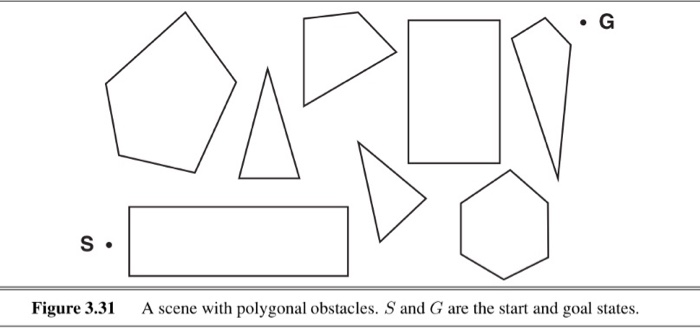 G
S
Figure 3.31 A scene with polygonal obstacles. S and G are the start and goal states.